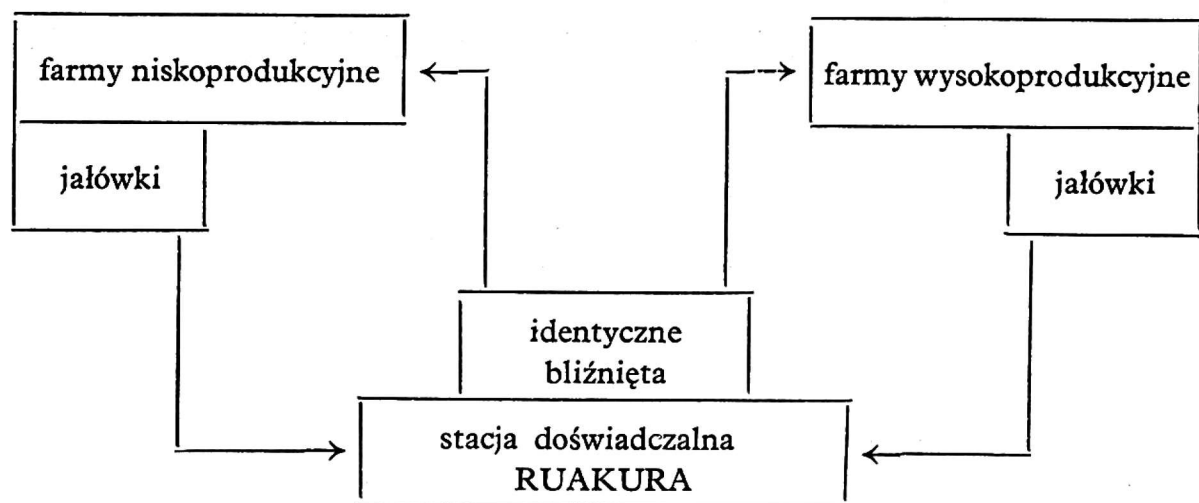 farmy niskoprodukcyjne
farmy wysokoprodukcyjne
jałówki
jałówki
identyczne
bliźnięta
stacja doświadczalna
RUAKURA